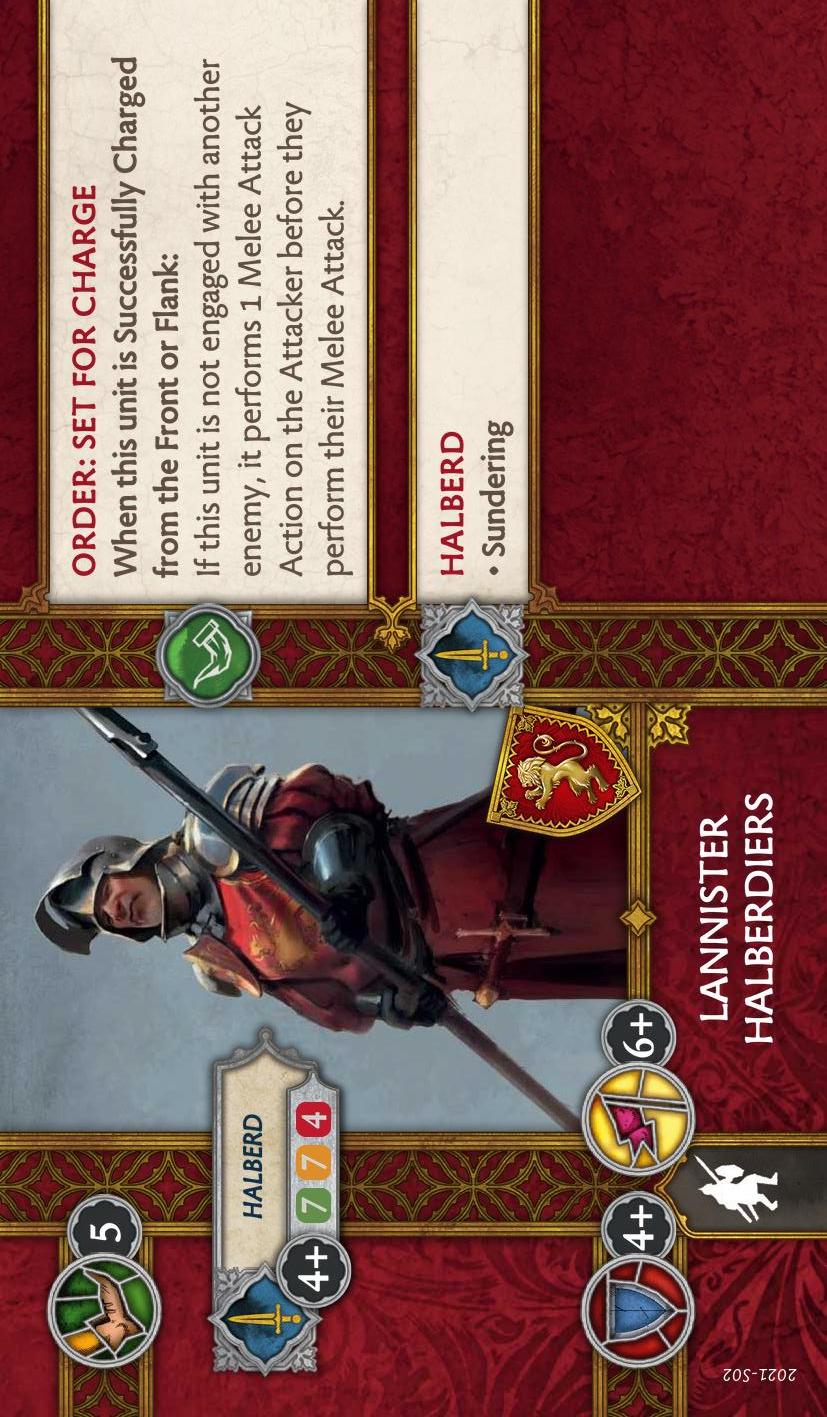 5
HALBERD
4+
7 7 4
4+
6+
LANNISTER
HALBERDIERS
ORDER: SET FOR CHARGE
When this unit is Successfully Charged
from the Front or Flank:
If this unit is not engaged with another
enemy, it performs 1 Melee Attack
Action on the Attacker before they
perform their Melee Attack.
HALBERD
• Sundering
2021-S02